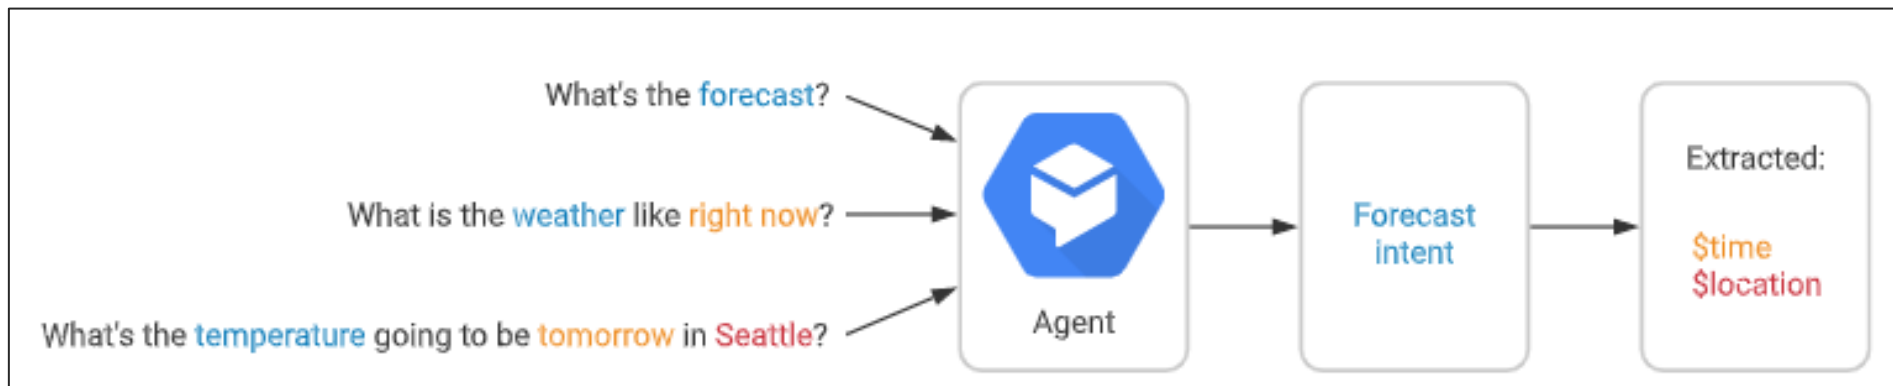 What's the forecast?
What is the weather like right now?
What's the temperature going to be tomorrow in Seattle?
Agent
Forecast
intent
Extracted:
$time
$location